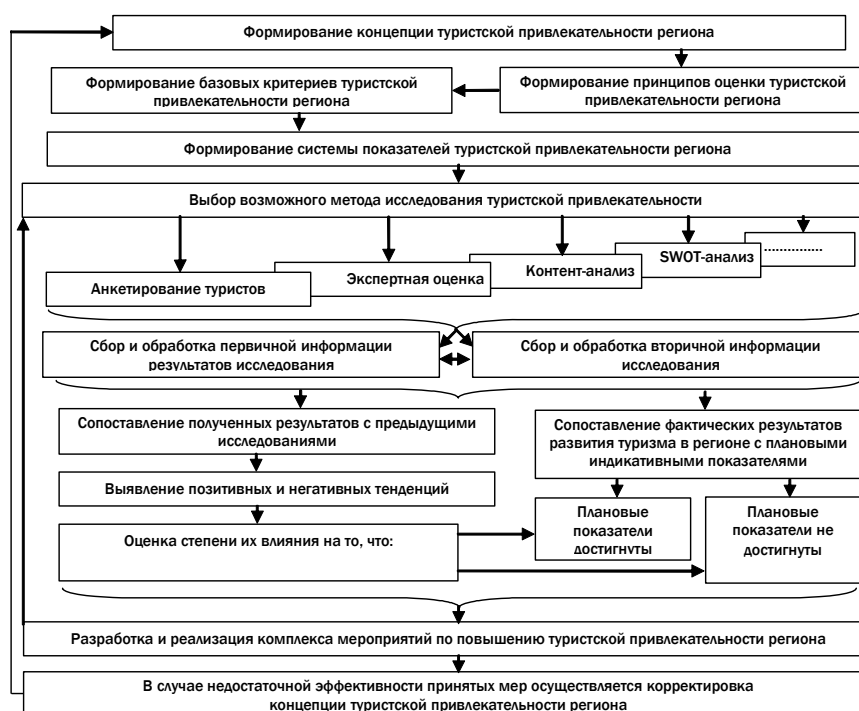 Формирование концепции туристской привлекательности региона
Формирование базовых критериев туристской
привлекательности региона
Формирование принципов оценки туристской
привлекательности региона
Формирование системы показателей туристской привлекательности региона
Выбор возможного метода исследования туристской привлекательности
Анкетирование туристов
Экспертная оценка
Контент-анализ
SWOT-анализ
...............
Сбор и обработка первичной информации
результатов исследования
Сбор и обработка вторичной информации
исследования
Сопоставление полученных результатов с предыдущими
исследованиями
Сопоставление фактических результатов
развития туризма в регионе с плановыми
индикативными показателями
Выявление позитивных и негативных тенденций
Оценка степени их влияния на то, что:
Плановые
показатели
достигнуты
Плановые
показатели не
достигнуты
Разработка и реализация комплекса мероприятий по повышению туристской привлекательности региона
В случае недостаточной эффективности принятых мер осуществляется корректировка
концепции туристской привлекательности региона